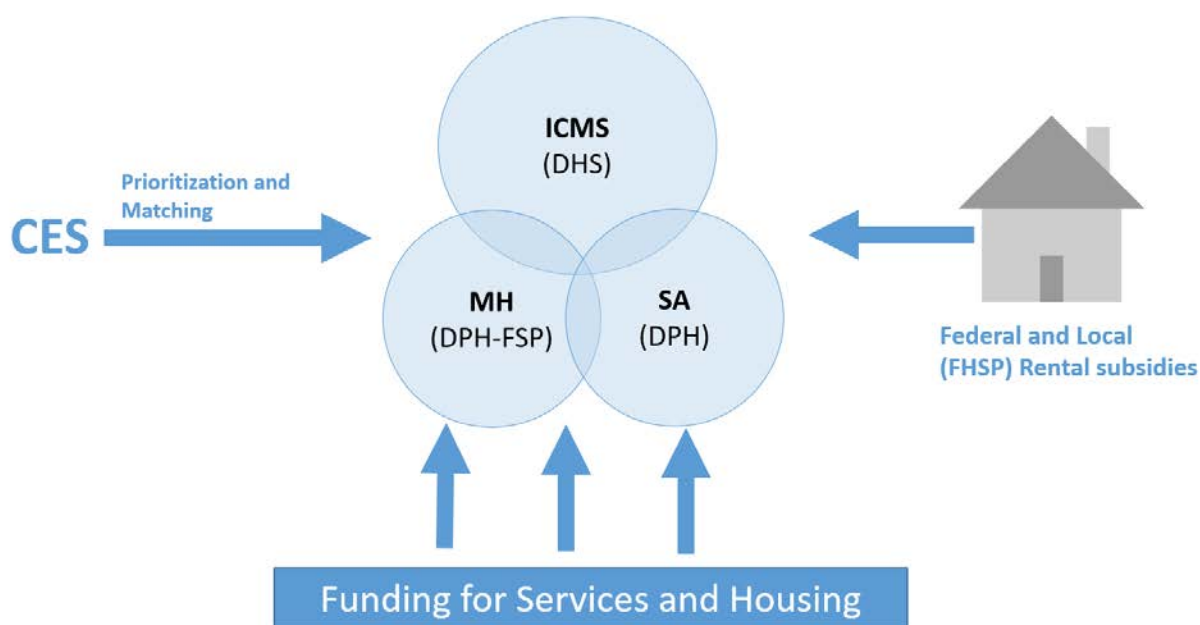 ICMS
(DHS)
Prioritization and
Matching
CES
MH
(DPH-FSP)
SA
(DPH)
Federal and Local
(FHSP) Rental subsidies
Funding for Services and Housing